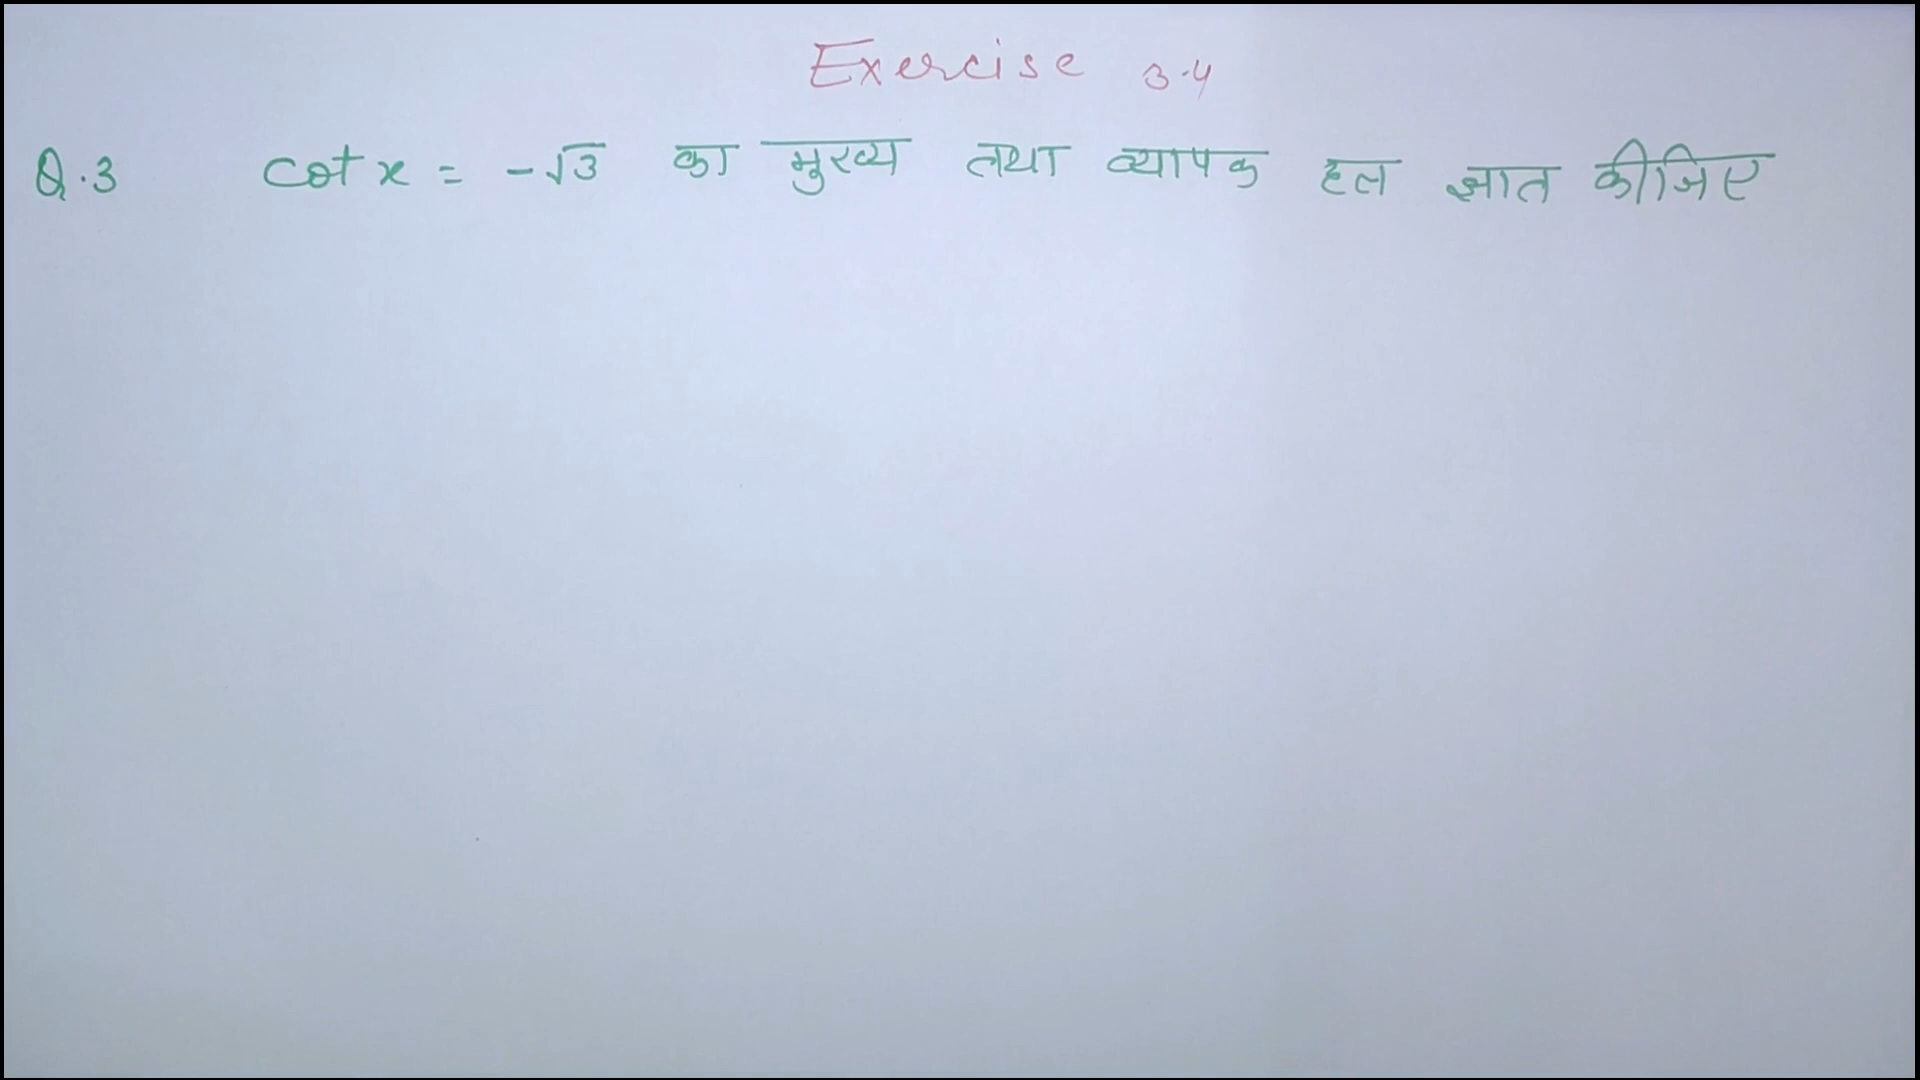 Exercise 3.4
Q.3 cot x = -√3 का मुख्य तथा व्यापक हल ज्ञात कीजिए